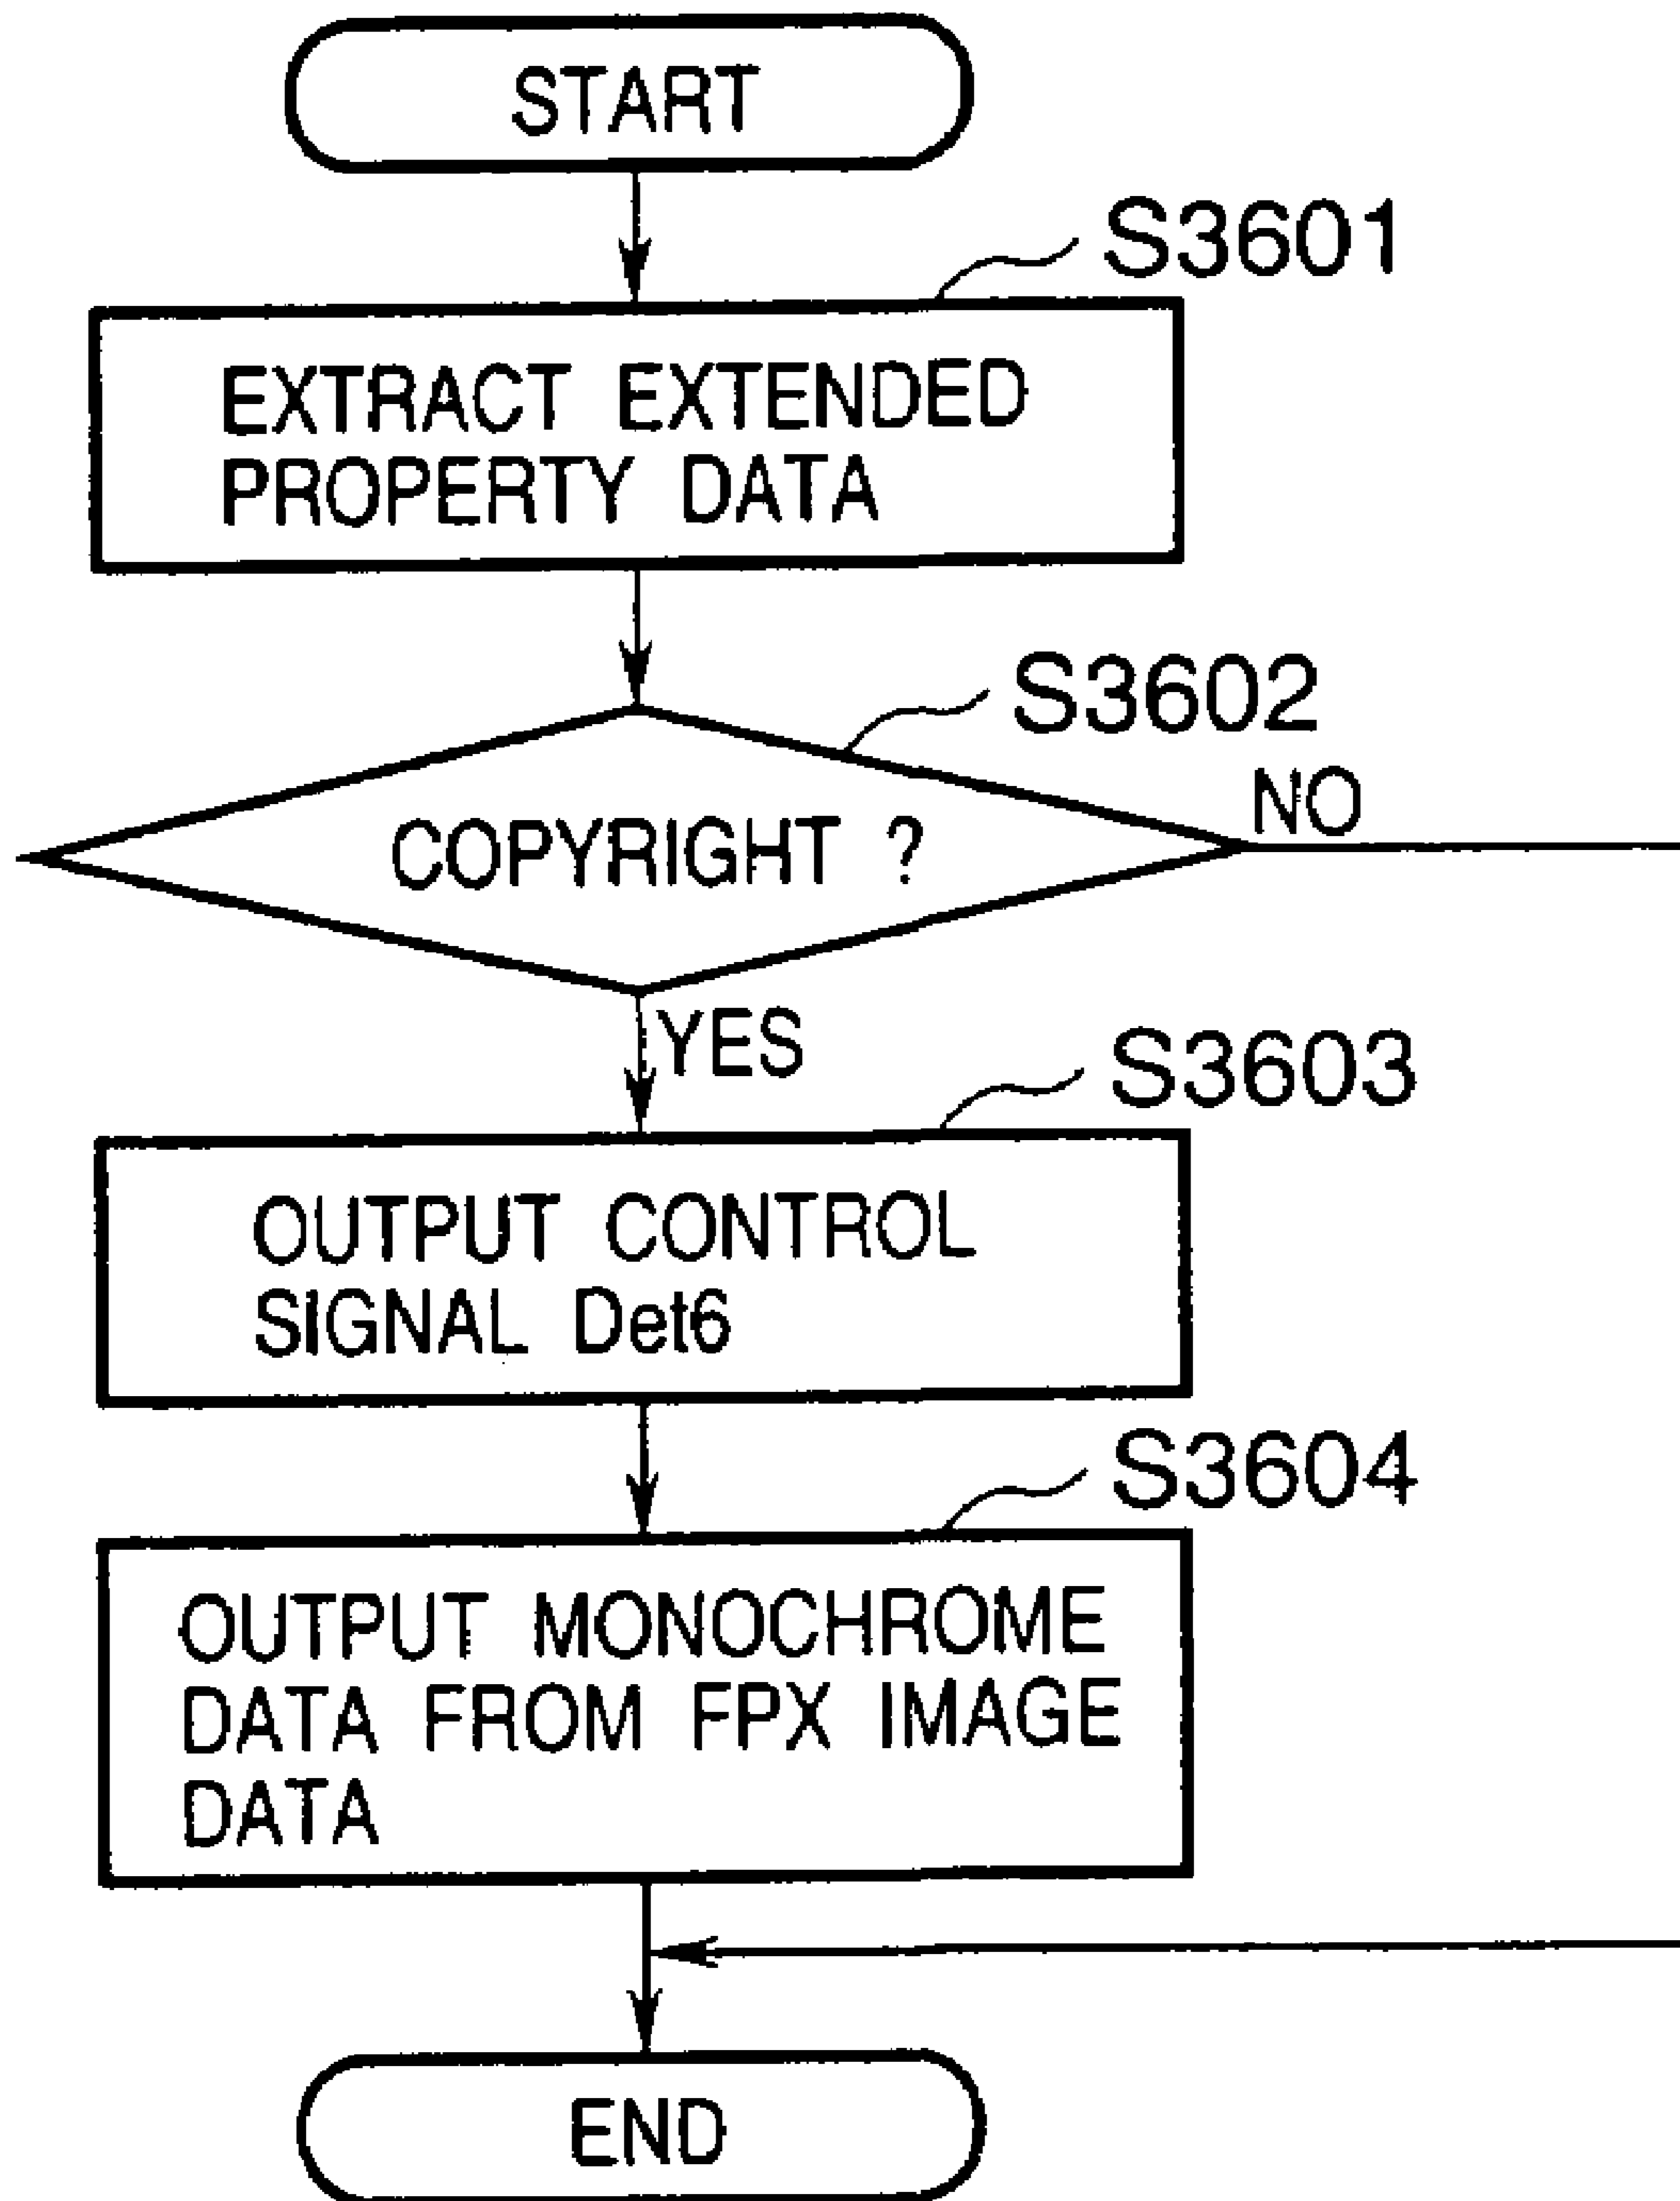 START
S3601
EXTRACT EXTENDED
PROPERTY DATA
S3602
COPYRIGHT ?
NO
YES
S3603
OUTPUT CONTROL
SIGNAL Det6
S3604
OUTPUT MONOCHROME
DATA FROM FPX IMAGE
DATA
END